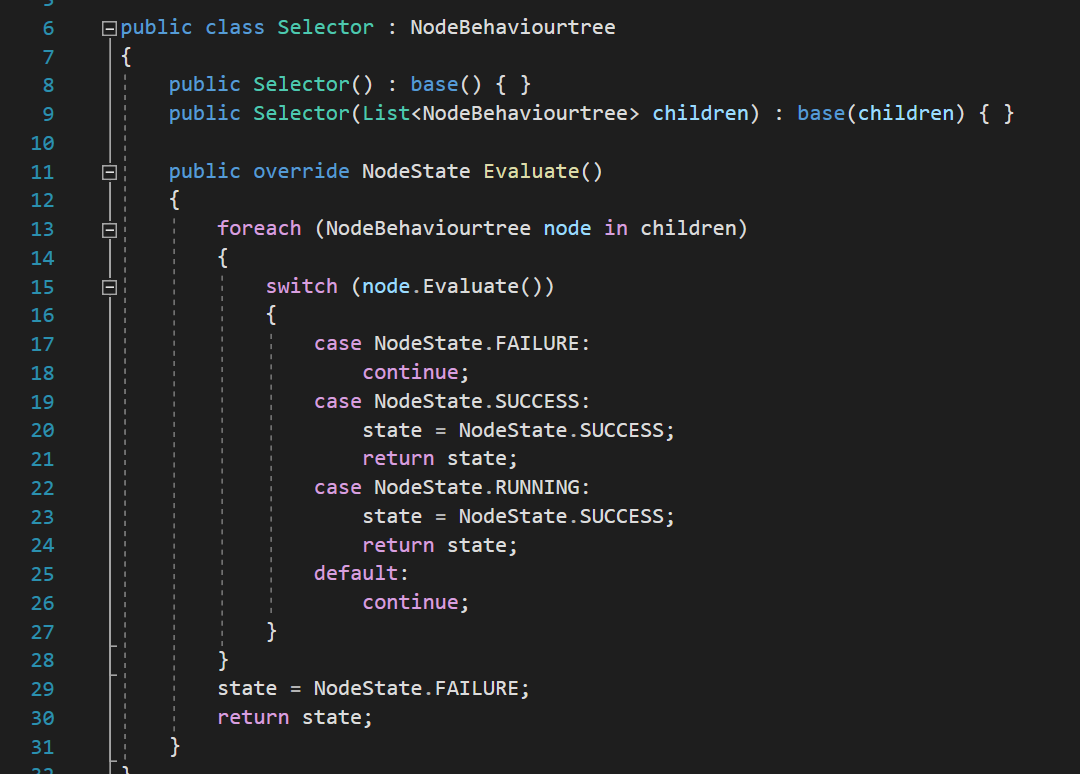 5
6 public class Selector : NodeBehaviourtree
7 {
8 public Selector() : base() { }
9 public Selector(List<NodeBehaviourtree> children) : base(children) { }
10
11 public override NodeState Evaluate()
12 {
13 foreach (NodeBehaviourtree node in children)
14 {
15 switch (node.Evaluate())
16 {
17 case NodeState.FAILURE:
18 continue;
19 case NodeState.SUCCESS:
20 state = NodeState.SUCCESS;
21 return state;
22 case NodeState.RUNNING:
23 state = NodeState.SUCCESS;
24 return state;
25 default:
26 continue;
27 }
28 }
29 state = NodeState.FAILURE;
30 return state;
31 }
32 }